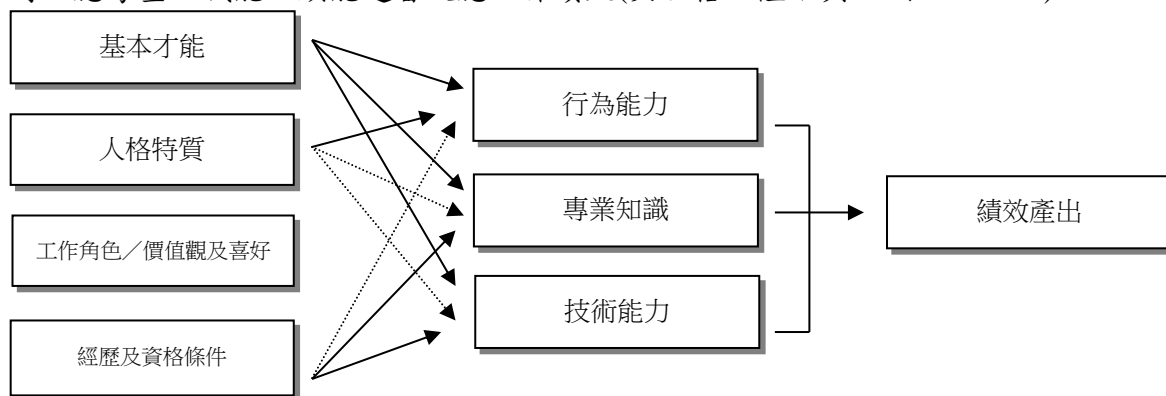 基本才能
人格特質
工作角色／價值觀及喜好
經歷及資格條件
行為能力
專業知識
技術能力
績效產出